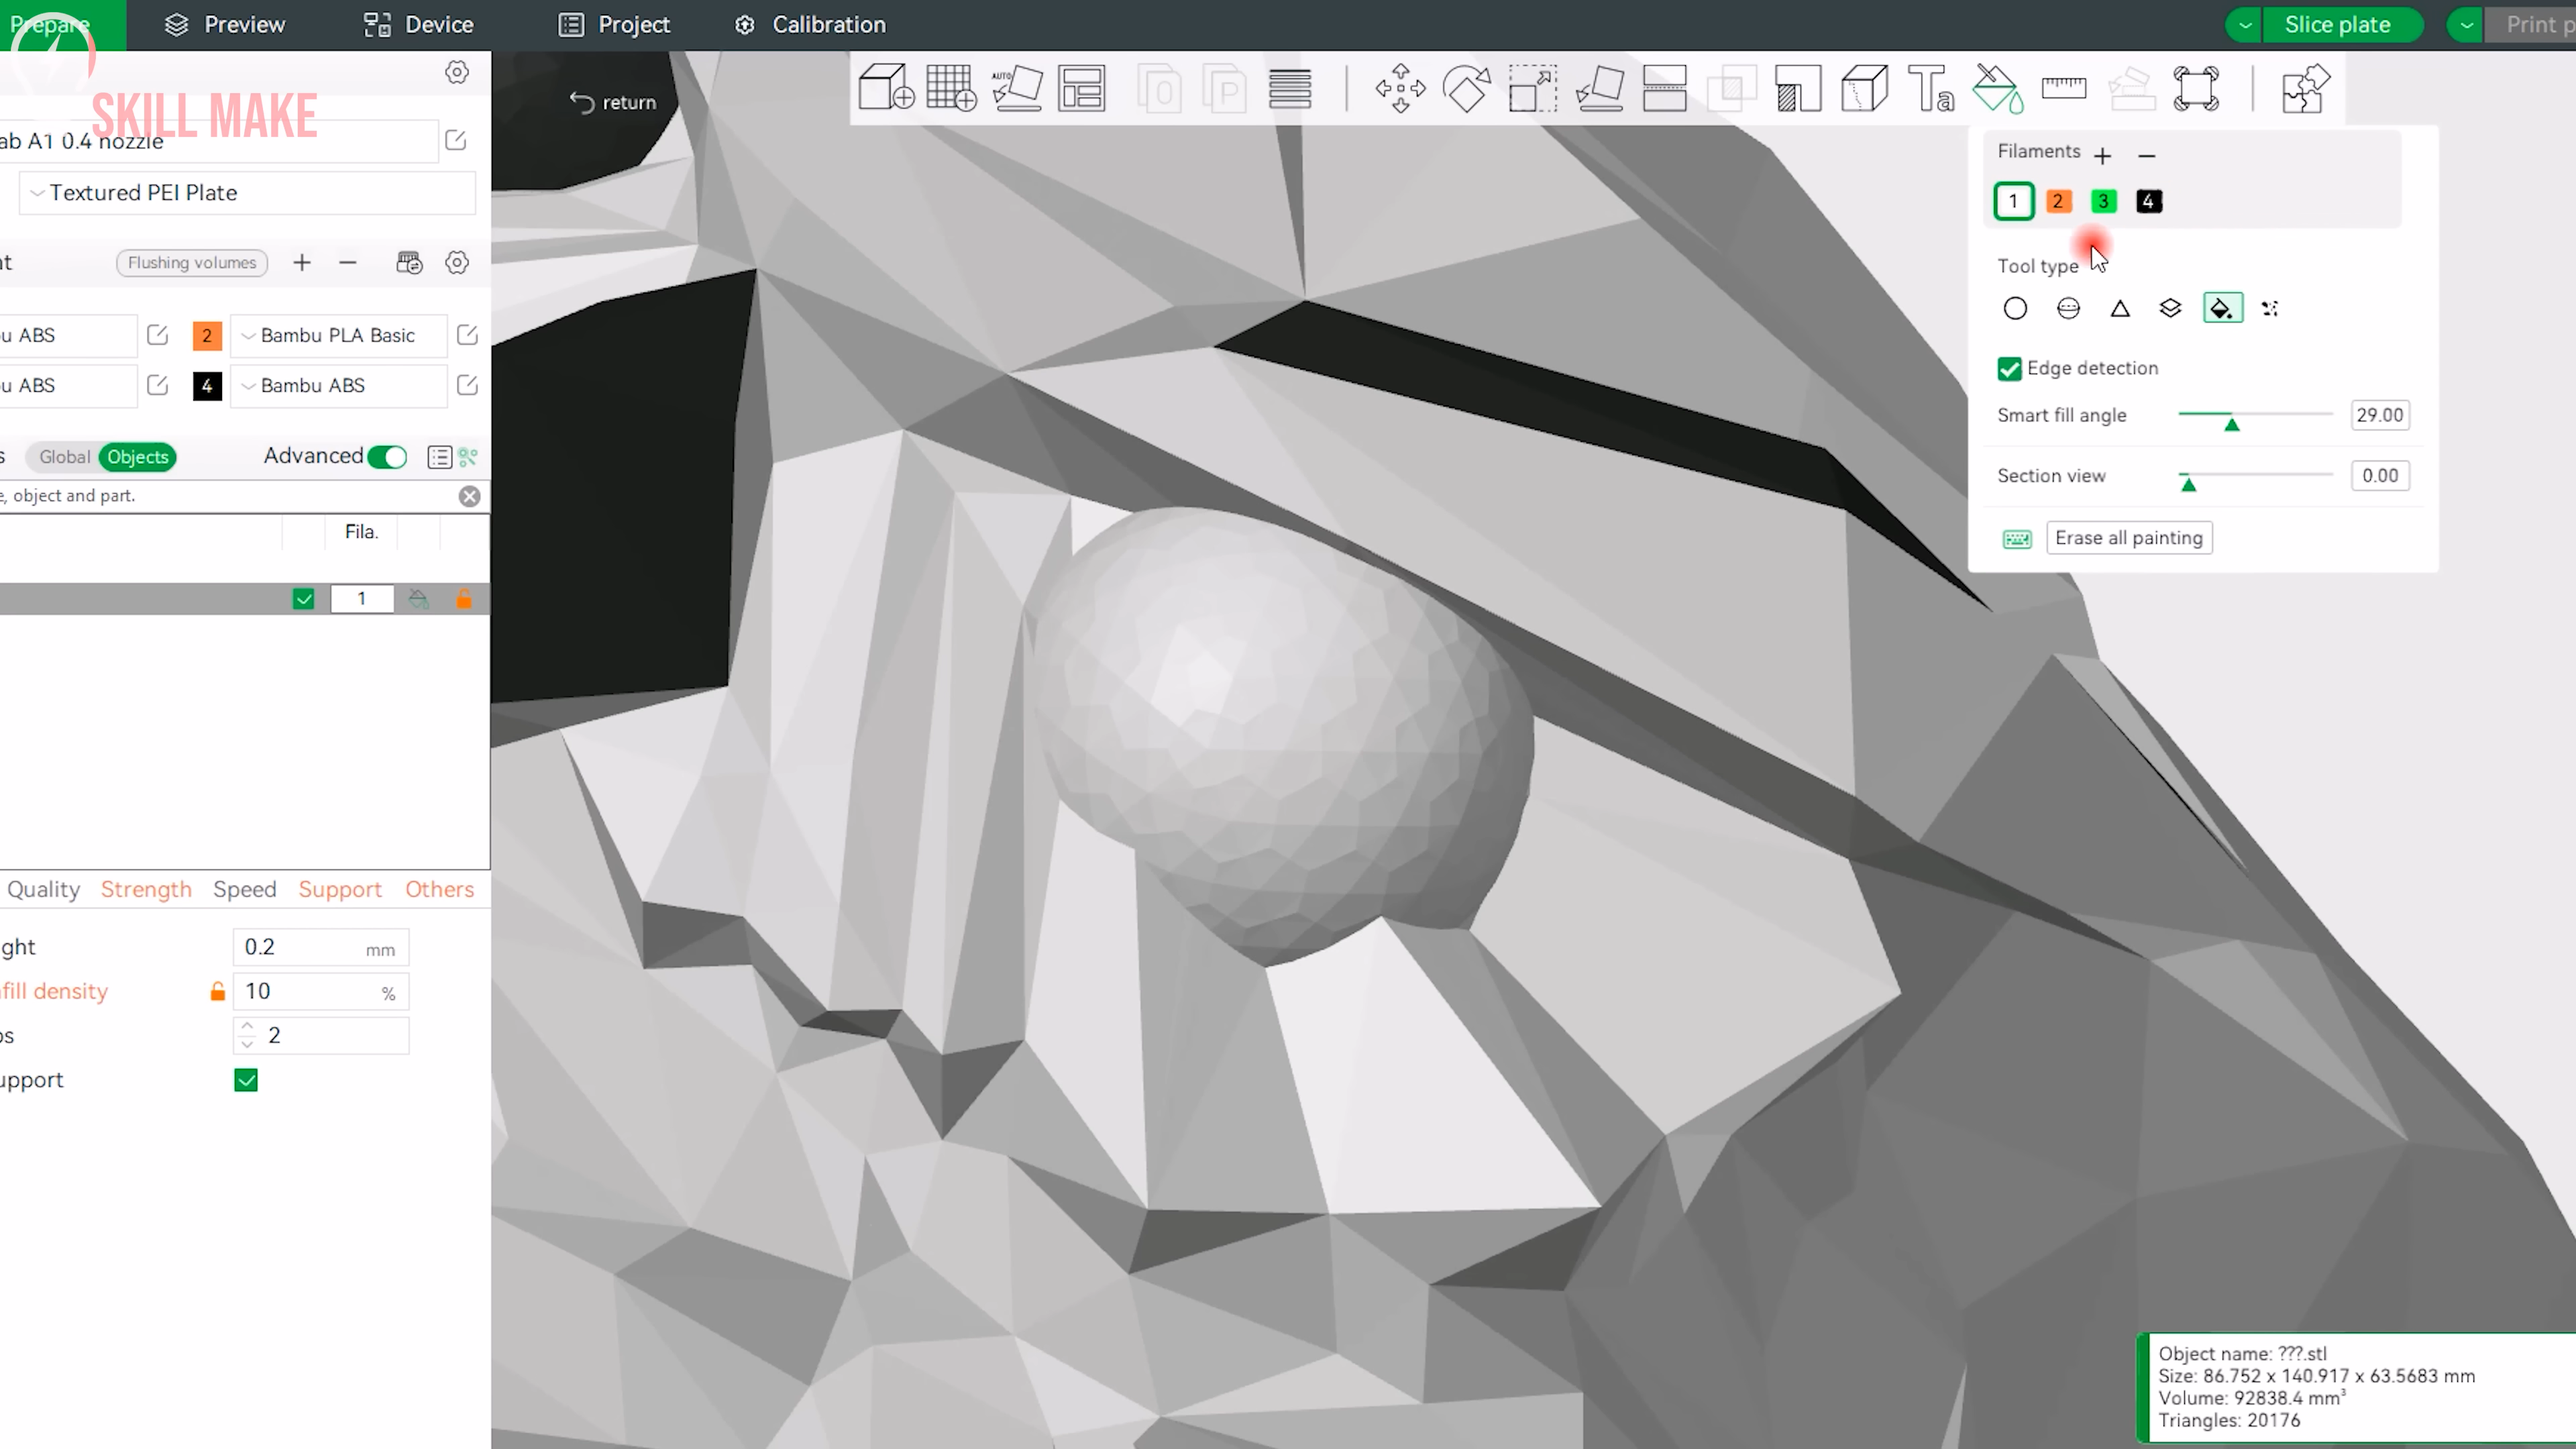 Prepare Preview Device Project Calibration Slice plate Print p
SKILL MAKE
ab A1 0.4 nozzle
Textured PEI Plate
nt Flushing volumes + −
u ABS 2 Bambu PLA Basic
u ABS 4 Bambu ABS
s Global Objects Advanced
e, object and part.
Fila.
1
Quality Strength Speed Support Others
ght 0.2 mm
fill density 10 %
os 2
upport
return
AUTO
O P
Ta
Filaments + −
1 2 3 4
Tool type
Edge detection
Smart fill angle 29.00
Section view 0.00
Erase all painting
Object name: ???.stl
Size: 86.752 x 140.917 x 63.5683 mm
Volume: 92838.4 mm³
Triangles: 20176